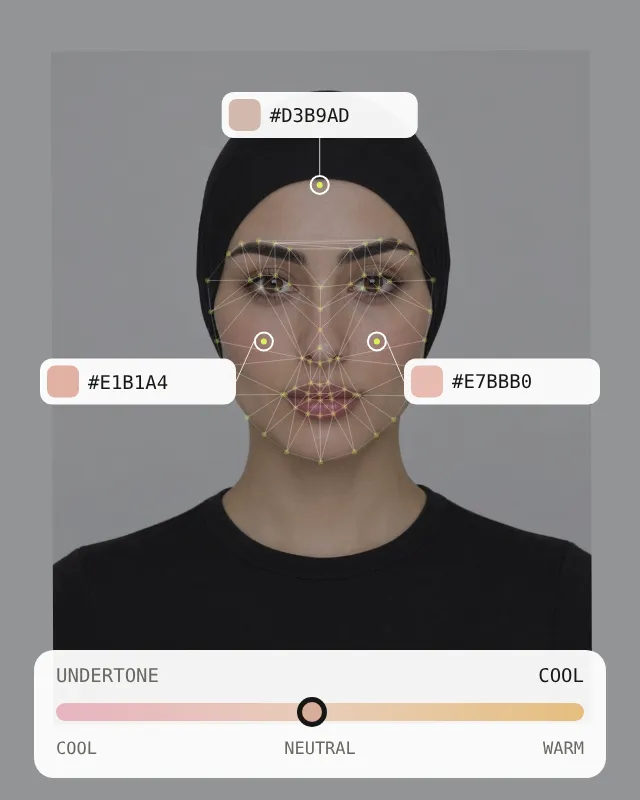 #D3B9AD
#E1B1A4
#E7BBB0
UNDERTONE COOL
COOL NEUTRAL WARM